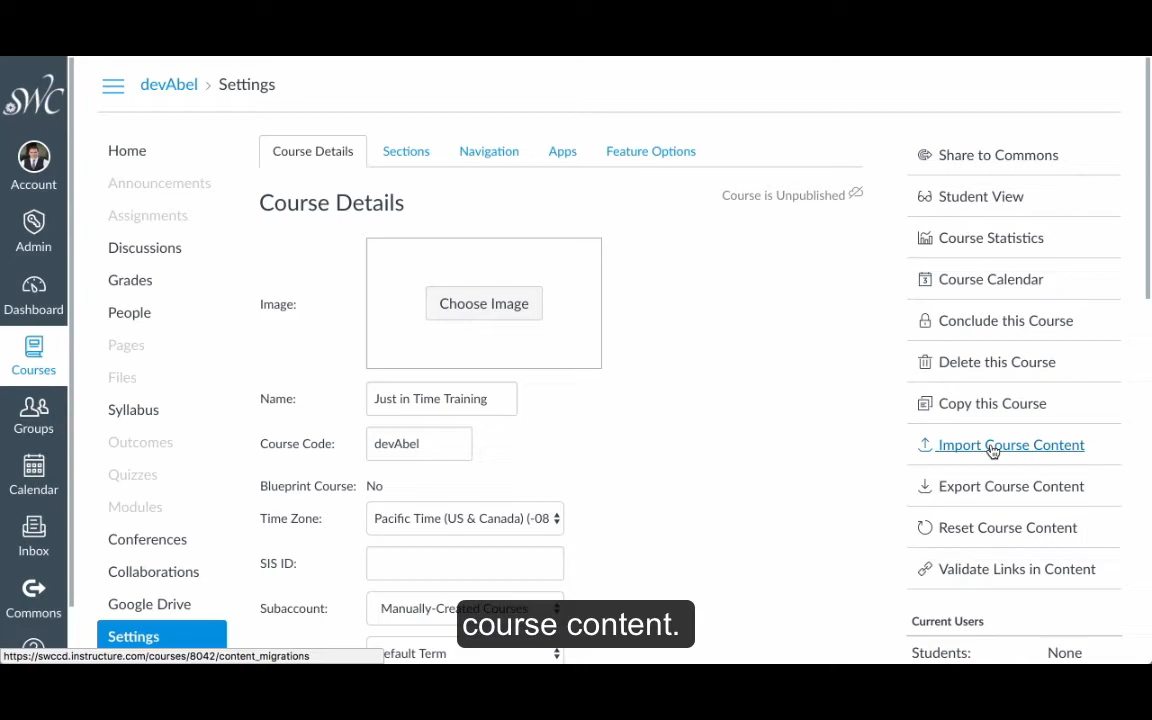 SWC
devAbel > Settings
Account
Admin
Dashboard
Courses
Groups
Calendar
Inbox
Commons
Home
Announcements
Assignments
Discussions
Grades
People
Pages
Files
Syllabus
Outcomes
Quizzes
Modules
Conferences
Collaborations
Google Drive
Settings
Course Details
Sections
Navigation
Apps
Feature Options
Course Details
Course is Unpublished
Image:
Choose Image
Name: Just in Time Training
Course Code: devAbel
Blueprint Course: No
Time Zone: Pacific Time (US & Canada) (-08
SIS ID:
Subaccount: Manually-Created Courses
efault Term
Share to Commons
Student View
Course Statistics
Course Calendar
Conclude this Course
Delete this Course
Copy this Course
Import Course Content
Export Course Content
Reset Course Content
Validate Links in Content
Current Users
Students: None
course content.
https://swccd.instructure.com/courses/8042/content_migrations